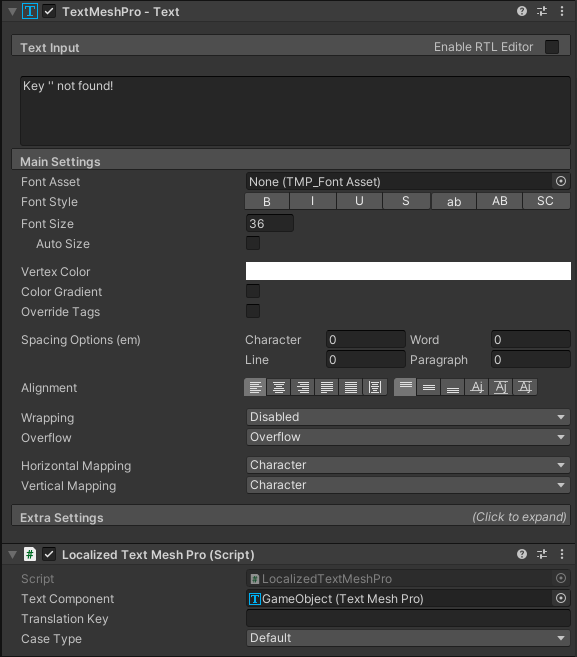 TextMeshPro - Text
Text Input Enable RTL Editor
Key '' not found!
Main Settings
Font Asset None (TMP_Font Asset)
Font Style B I U S ab AB SC
Font Size 36
Auto Size
Vertex Color
Color Gradient
Override Tags
Spacing Options (em) Character 0 Word 0
Line 0 Paragraph 0
Alignment
Wrapping Disabled
Overflow Overflow
Horizontal Mapping Character
Vertical Mapping Character
Extra Settings (Click to expand)
# Localized Text Mesh Pro (Script)
Script # LocalizedTextMeshPro
Text Component GameObject (Text Mesh Pro)
Translation Key
Case Type Default